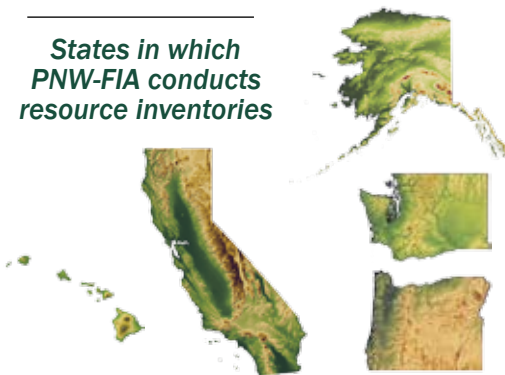 States in which
PNW-FIA conducts
resource inventories